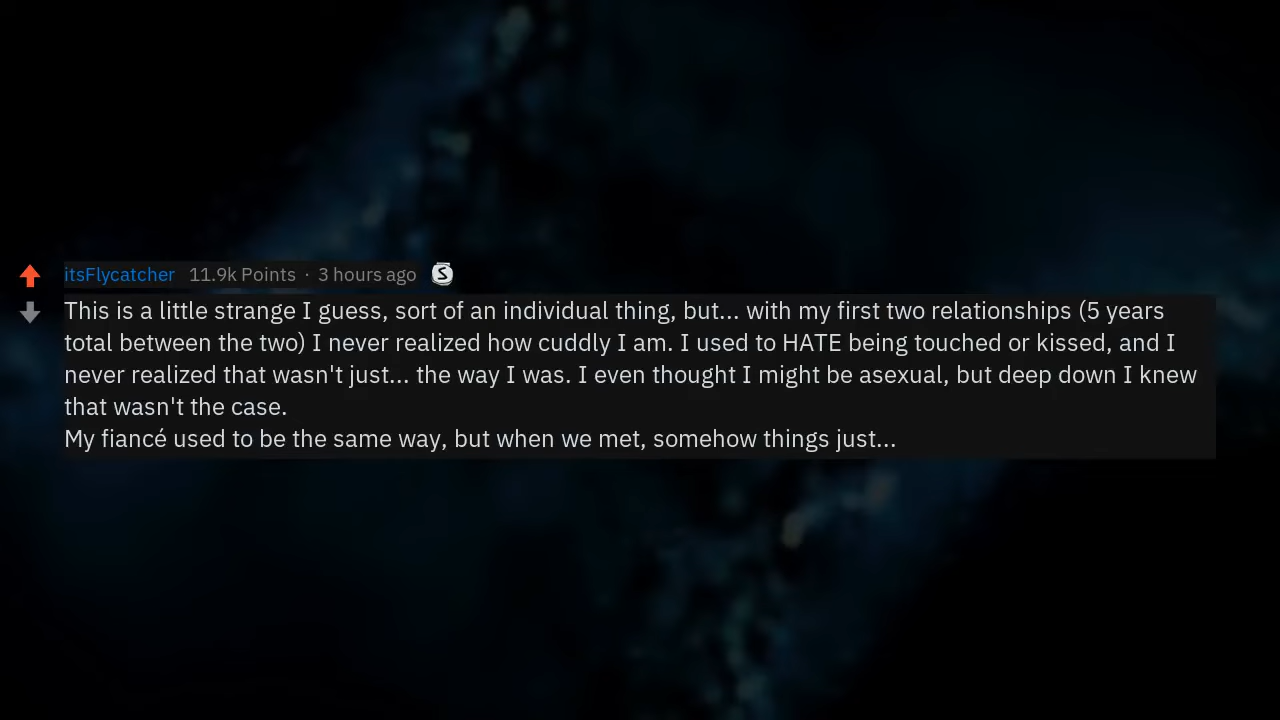 itsFlycatcher 11.9k Points · 3 hours ago S
This is a little strange I guess, sort of an individual thing, but... with my first two relationships (5 years
total between the two) I never realized how cuddly I am. I used to HATE being touched or kissed, and I
never realized that wasn't just... the way I was. I even thought I might be asexual, but deep down I knew
that wasn't the case.
My fiancé used to be the same way, but when we met, somehow things just...